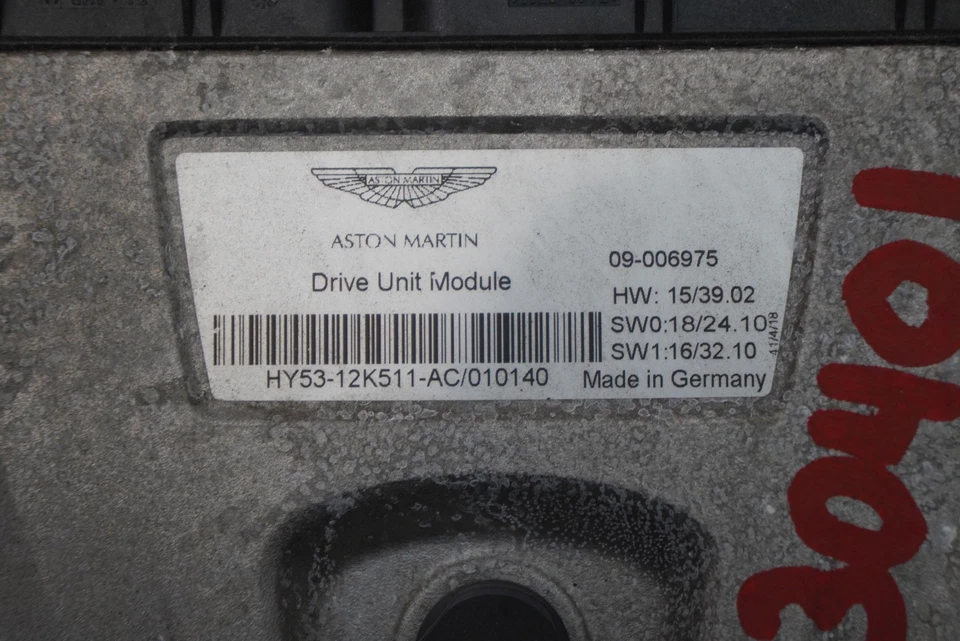 ASTON MARTIN
ASTON MARTIN
Drive Unit Module
09-006975
HW: 15/39.02
SW0:18/24.10
SW1:16/32.10
41/4/18
HY53-12K511-AC/010140
Made in Germany